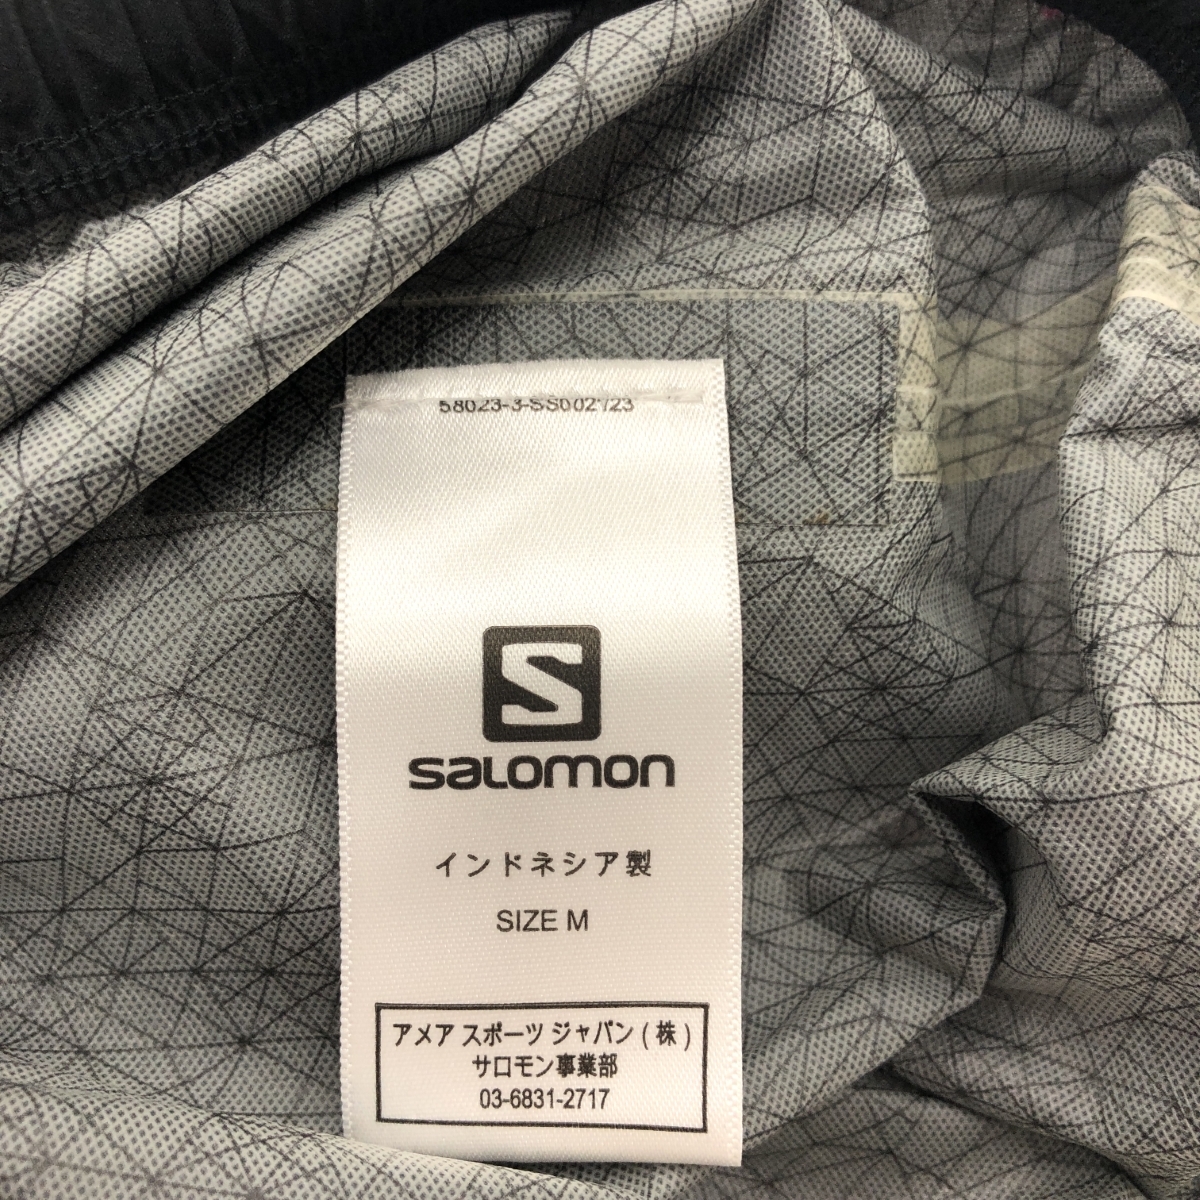 58023-3-SS002723
S
salomon
インドネシア製
SIZE M
アメア スポーツ ジャパン ( 株 )
サロモン事業部
03-6831-2717